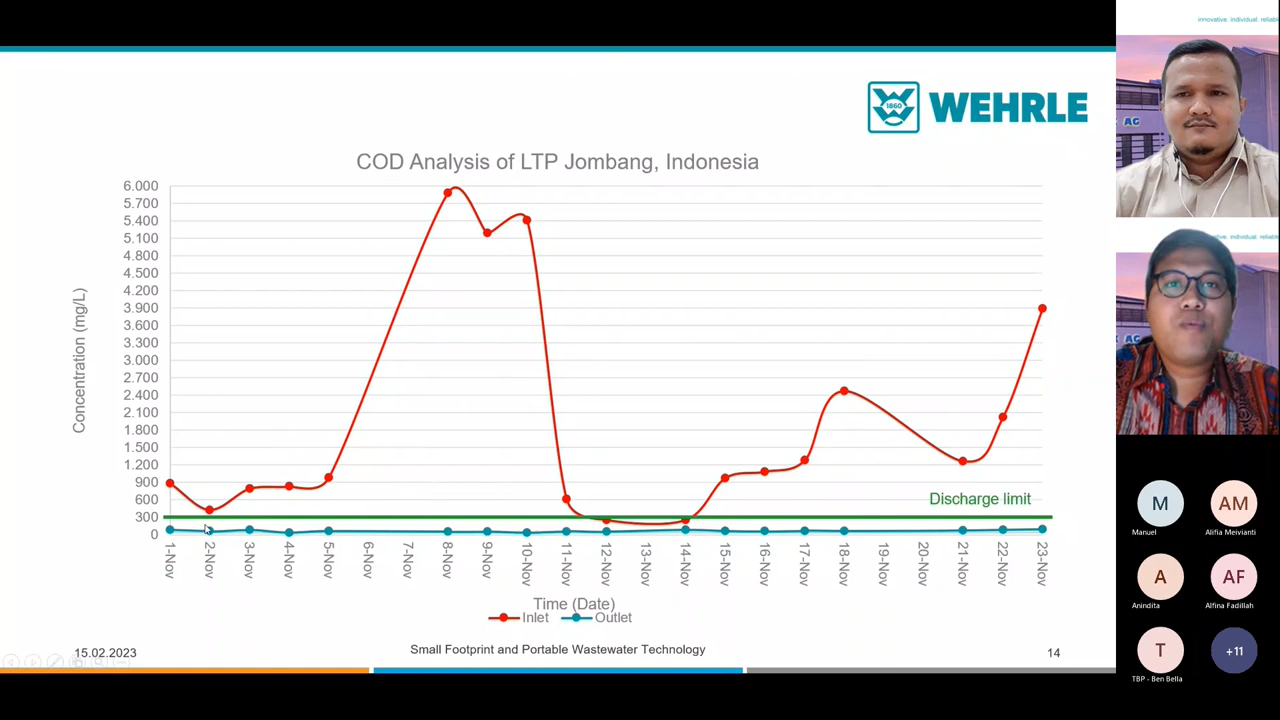 innovative. individual. reliabl
1860
WEHRLE
COD Analysis of LTP Jombang, Indonesia
Concentration (mg/L)
6.000
5.700
5.400
5.100
4.800
4.500
4.200
3.900
3.600
3.300
3.000
2.700
2.400
2.100
1.800
1.500
1.200
900
600
300
0
Discharge limit
1-Nov
2-Nov
3-Nov
4-Nov
5-Nov
6-Nov
7-Nov
8-Nov
9-Nov
10-Nov
11-Nov
12-Nov
13-Nov
14-Nov
15-Nov
16-Nov
17-Nov
18-Nov
19-Nov
20-Nov
21-Nov
22-Nov
23-Nov
Time (Date)
Inlet Outlet
15.02.2023
Small Footprint and Portable Wastewater Technology
14
AG
individual. reliabl
AG
M
Manuel
AM
Alifia Meivianti
A
Anindita
AF
Alfina Fadillah
T
TBP - Ben Bella
+11